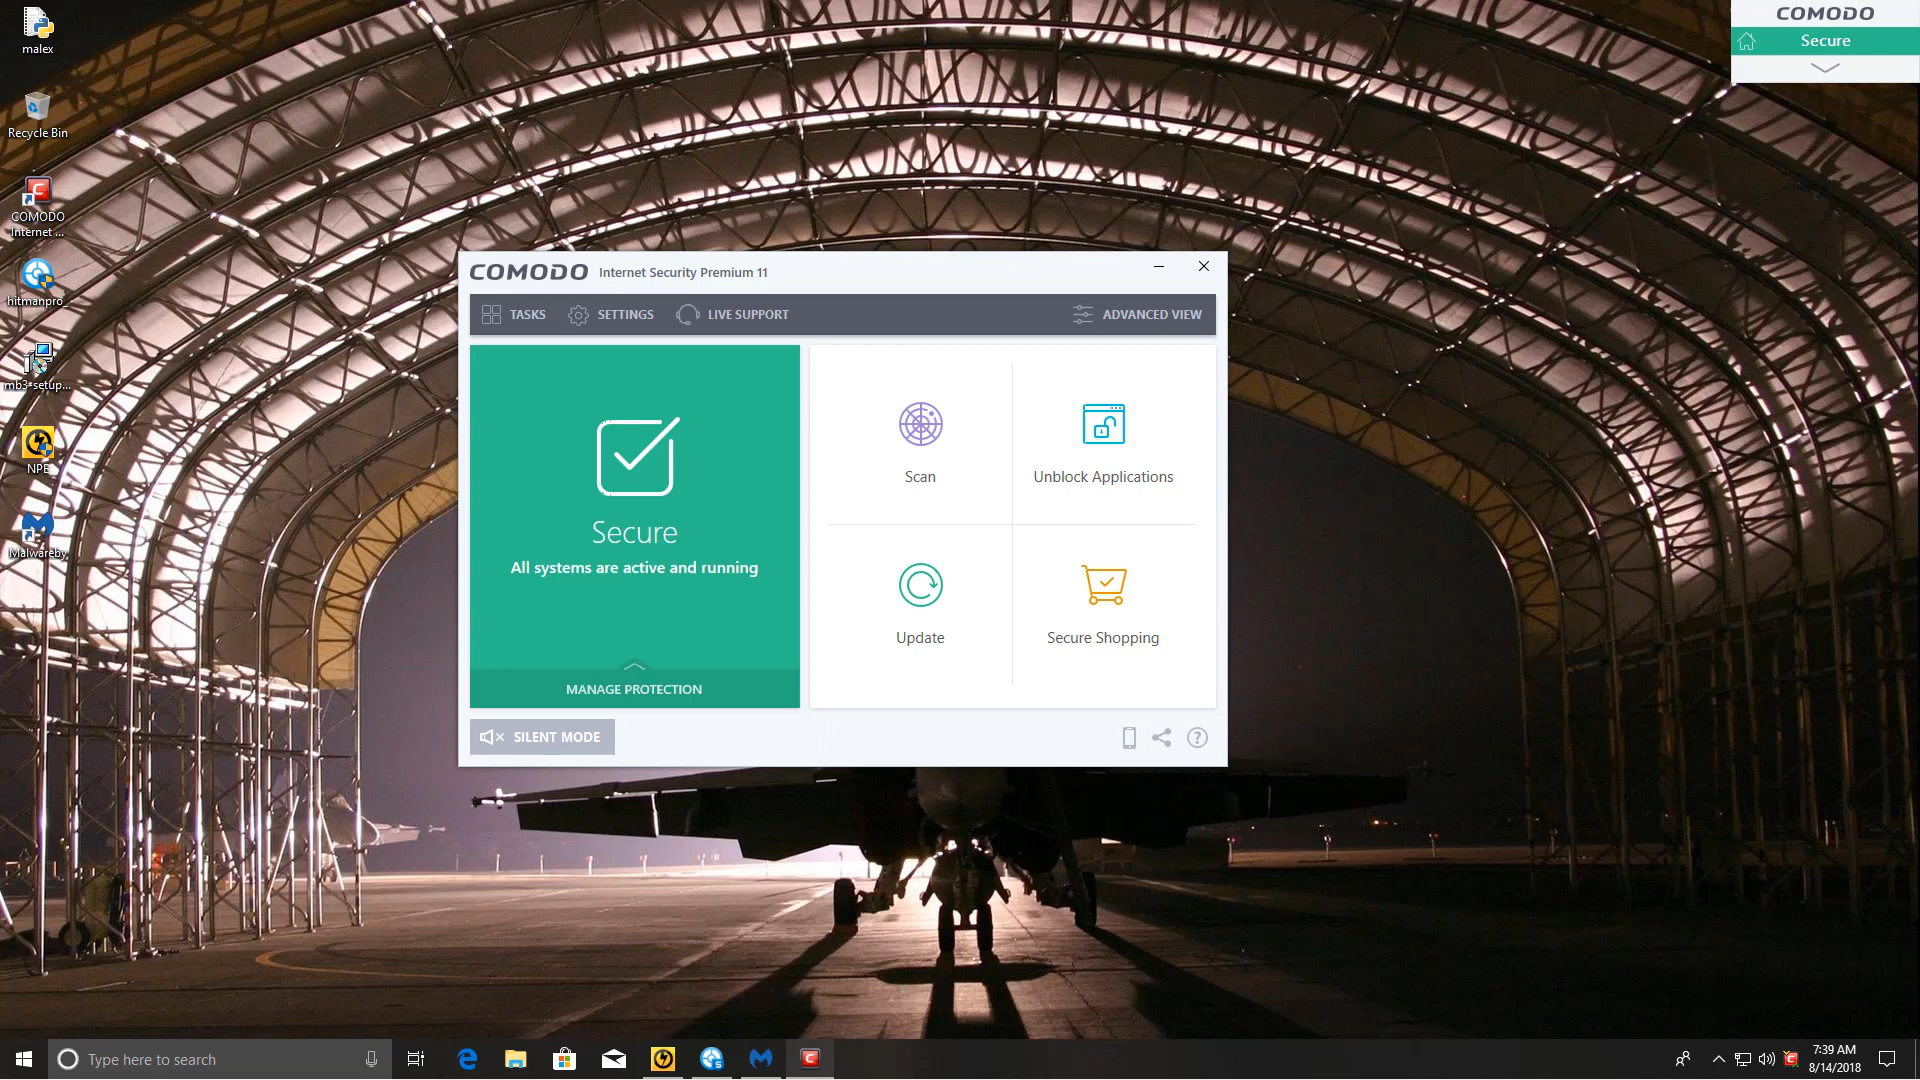 malex
Recycle Bin
COMODO
Internet ...
hitmanpro_
mb3-setup...
NPE
Malwareby
COMODO
Secure
COMODO Internet Security Premium 11
TASKS SETTINGS LIVE SUPPORT ADVANCED VIEW
Secure
All systems are active and running
MANAGE PROTECTION
Scan
Unblock Applications
Update
Secure Shopping
SILENT MODE
Type here to search
7:39 AM
8/14/2018